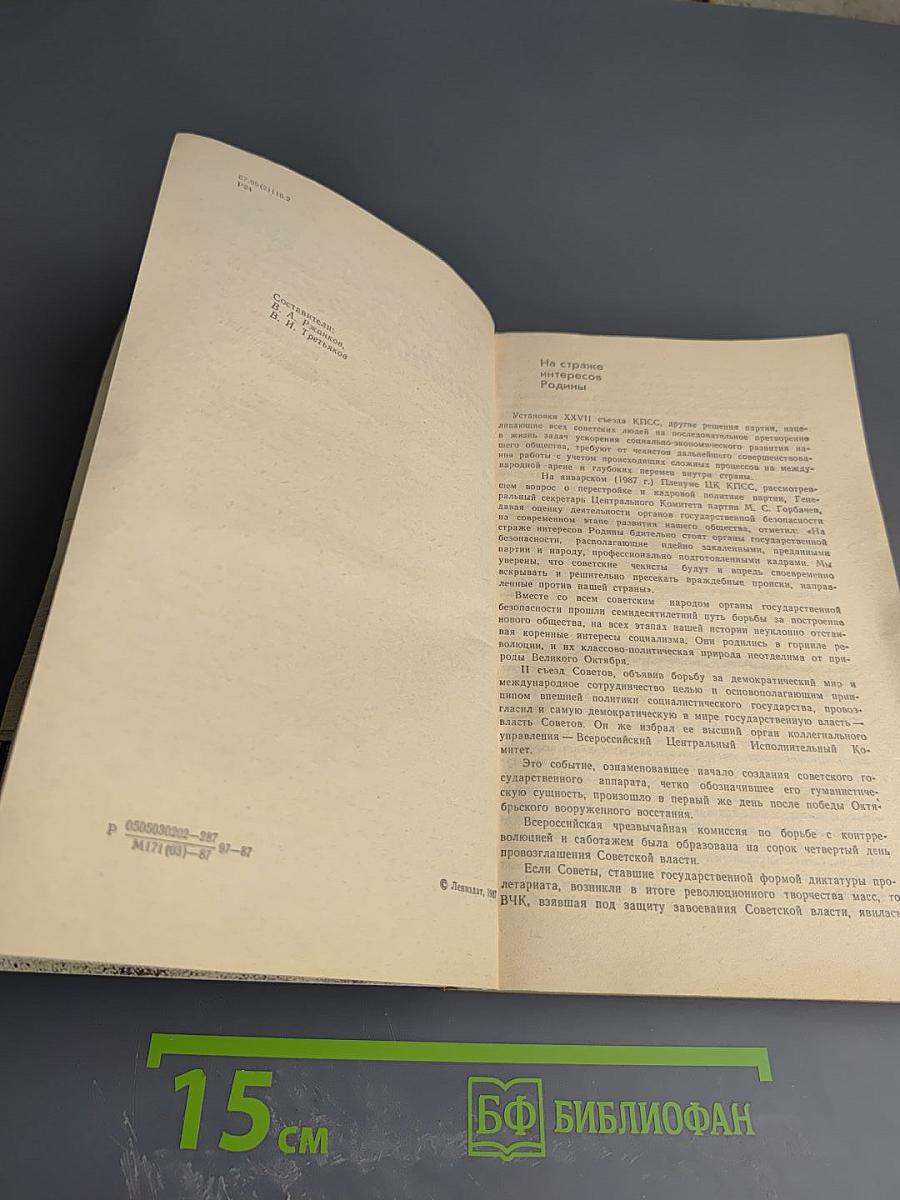 67.99(2)116.2
Р24
Составители:
В. А. Ржанков,
В. И. Третьяков
Р 0505030202—287 97—87
М171(03)—87
© Лениздат, 1987
На страже
интересов
Родины
Установки XXVII съезда КПСС, другие решения партии, наце-
ливающие всех советских людей на последовательное претворение
в жизнь задач ускорения социально-экономического развития на-
шего общества, требуют от чекистов дальнейшего совершенствова-
ния работы с учетом происходящих сложных процессов на между-
народной арене и глубоких перемен внутри страны.
На январском (1987 г.) Пленуме ЦК КПСС, рассмотрев-
шем вопрос о перестройке и кадровой политике партии, Гене-
ральный секретарь Центрального Комитета партии М. С. Горбачев,
давая оценку деятельности органов государственной безопасности
на современном этапе развития нашего общества, отметил: «На
страже интересов Родины бдительно стоят органы государственной
безопасности, располагающие идейно закаленными, преданными
партии и народу, профессионально подготовленными кадрами. Мы
уверены, что советские чекисты будут и впредь своевременно
вскрывать и решительно пресекать враждебные происки, направ-
ленные против нашей страны».
Вместе со всем советским народом органы государственной
безопасности прошли семидесятилетний путь борьбы за построение
нового общества, на всех этапах нашей истории неуклонно отстаи-
вая коренные интересы социализма. Они родились в горниле ре-
волюции, и их классово-политическая природа неотделима от при-
роды Великого Октября.
II съезд Советов, объявив борьбу за демократический мир и
международное сотрудничество целью и основополагающим прин-
ципом внешней политики социалистического государства, провоз-
гласил и самую демократическую в мире государственную власть —
власть Советов. Он же избрал ее высший орган коллегиального
управления — Всероссийский Центральный Исполнительный Ко-
митет.
Это событие, ознаменовавшее начало создания советского го-
сударственного аппарата, четко обозначившее его гуманистиче-
скую сущность, произошло в первый же день после победы Октя-
брьского вооруженного восстания.
Всероссийская чрезвычайная комиссия по борьбе с контрре-
волюцией и саботажем была образована на сорок четвертый день
провозглашения Советской власти.
Если Советы, ставшие государственной формой диктатуры про-
летариата, возникли в итоге революционного творчества масс, то
ВЧК, взявшая под защиту завоевания Советской власти, явилась
15 см
БФ БИБЛИОФАН